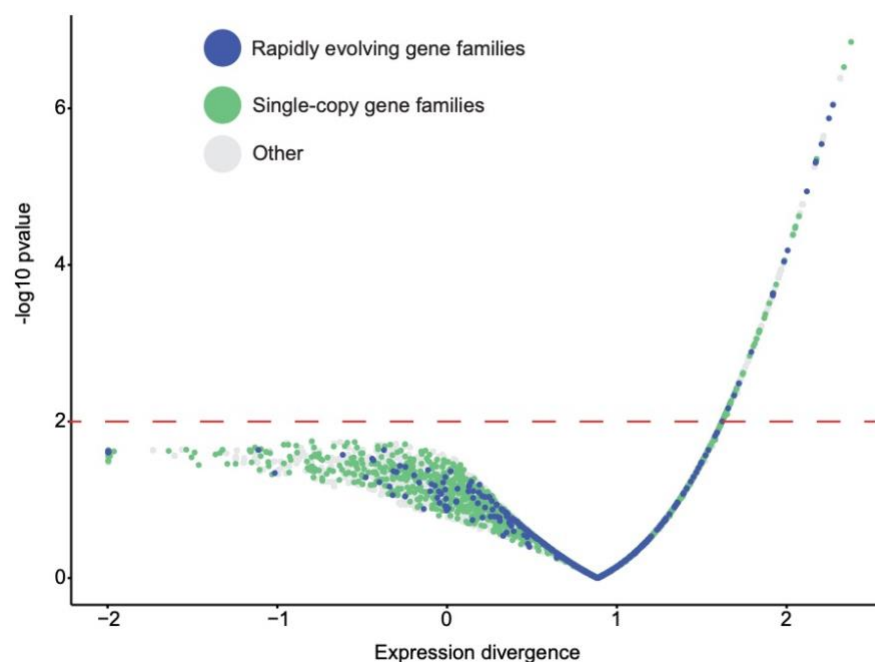 Rapidly evolving gene families
Single-copy gene families
Other
-log10 pvalue
6
4
2
0
−2
−1
0
1
2
Expression divergence